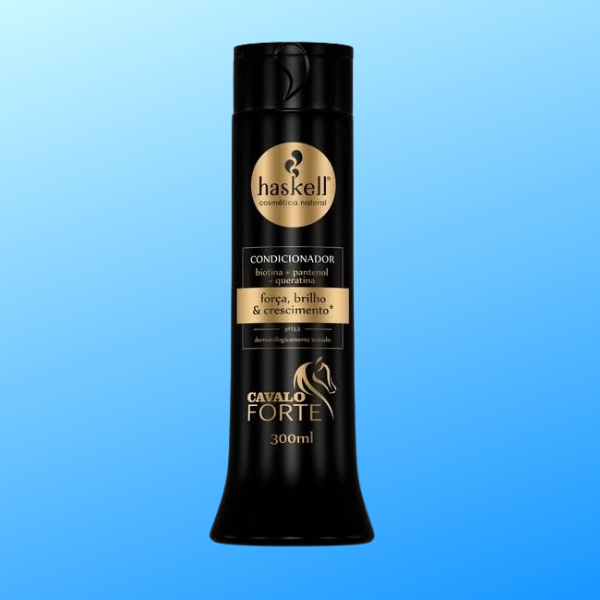 haskell®
cosmética natural
CONDICIONADOR
biotina + pantenol
+ queratina
força, brilho
& crescimento*
dermatologicamente testado
CAVALO
FORTE
300ml